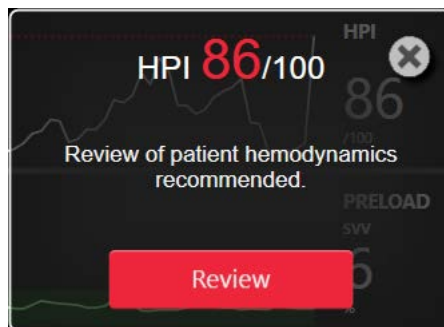 HPI
HPI 86/100
86
/100
Review of patient hemodynamics
recommended.
PRELOAD
SVV
Review
6
%